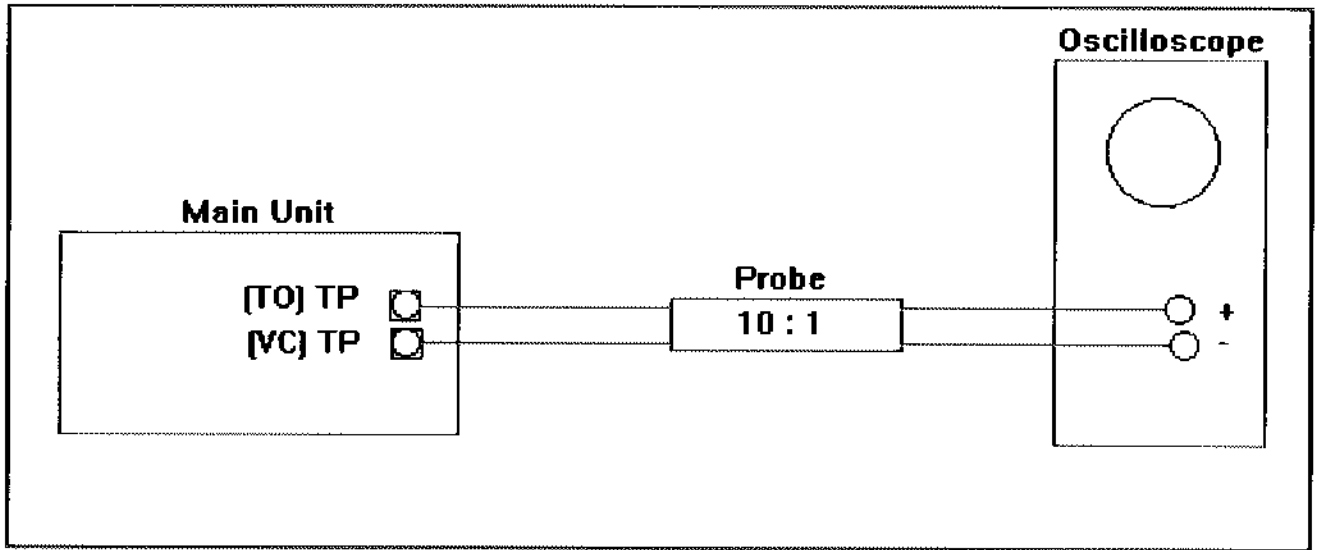 Oscilloscope
Main Unit
(TO) TP
(VC) TP
Probe
10 : 1
+
-